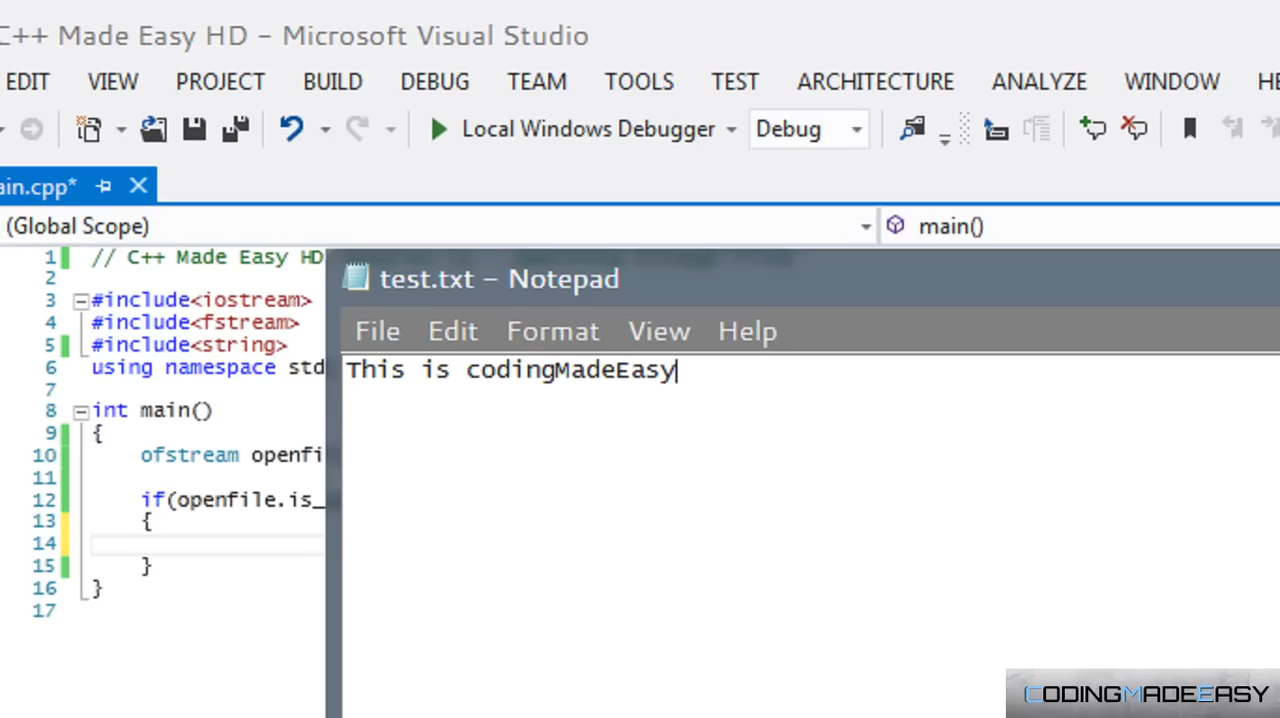 C++ Made Easy HD - Microsoft Visual Studio
EDIT VIEW PROJECT BUILD DEBUG TEAM TOOLS TEST ARCHITECTURE ANALYZE WINDOW HE
Local Windows Debugger Debug
ain.cpp*
(Global Scope) main()
1 // C++ Made Easy HD
2
3 #include<iostream>
4 #include<fstream>
5 #include<string>
6 using namespace std
7
8 int main()
9 {
10 ofstream openfi
11
12 if(openfile.is_
13 {
14
15 }
16 }
17
test.txt - Notepad
File Edit Format View Help
This is codingMadeEasy
CODINGMADEEASY